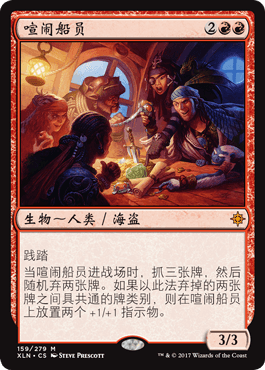 喧闹船员 2
生物~人类 / 海盗
践踏
当喧闹船员进战场时，抓三张牌，然后
随机弃两张牌。如果以此法弃掉的两张
牌之间具共通的牌类别，则在喧闹船员
上放置两个 +1/+1 指示物。
3/3
159/279 M
XLN • CS Steve Prescott
™ & © 2017 Wizards of the Coast